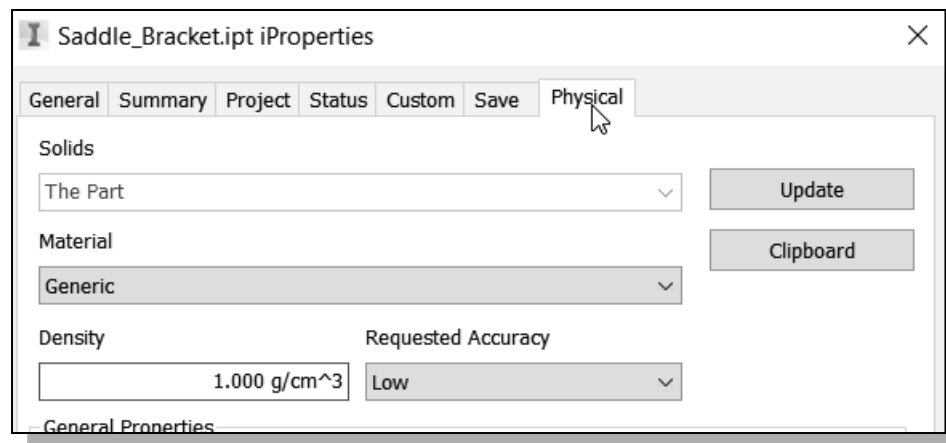 Saddle_Bracket.ipt iProperties
General Summary Project Status Custom Save Physical
Solids
The Part
Update
Material
Clipboard
Generic
Density Requested Accuracy
1.000 g/cm^3 Low
General Properties